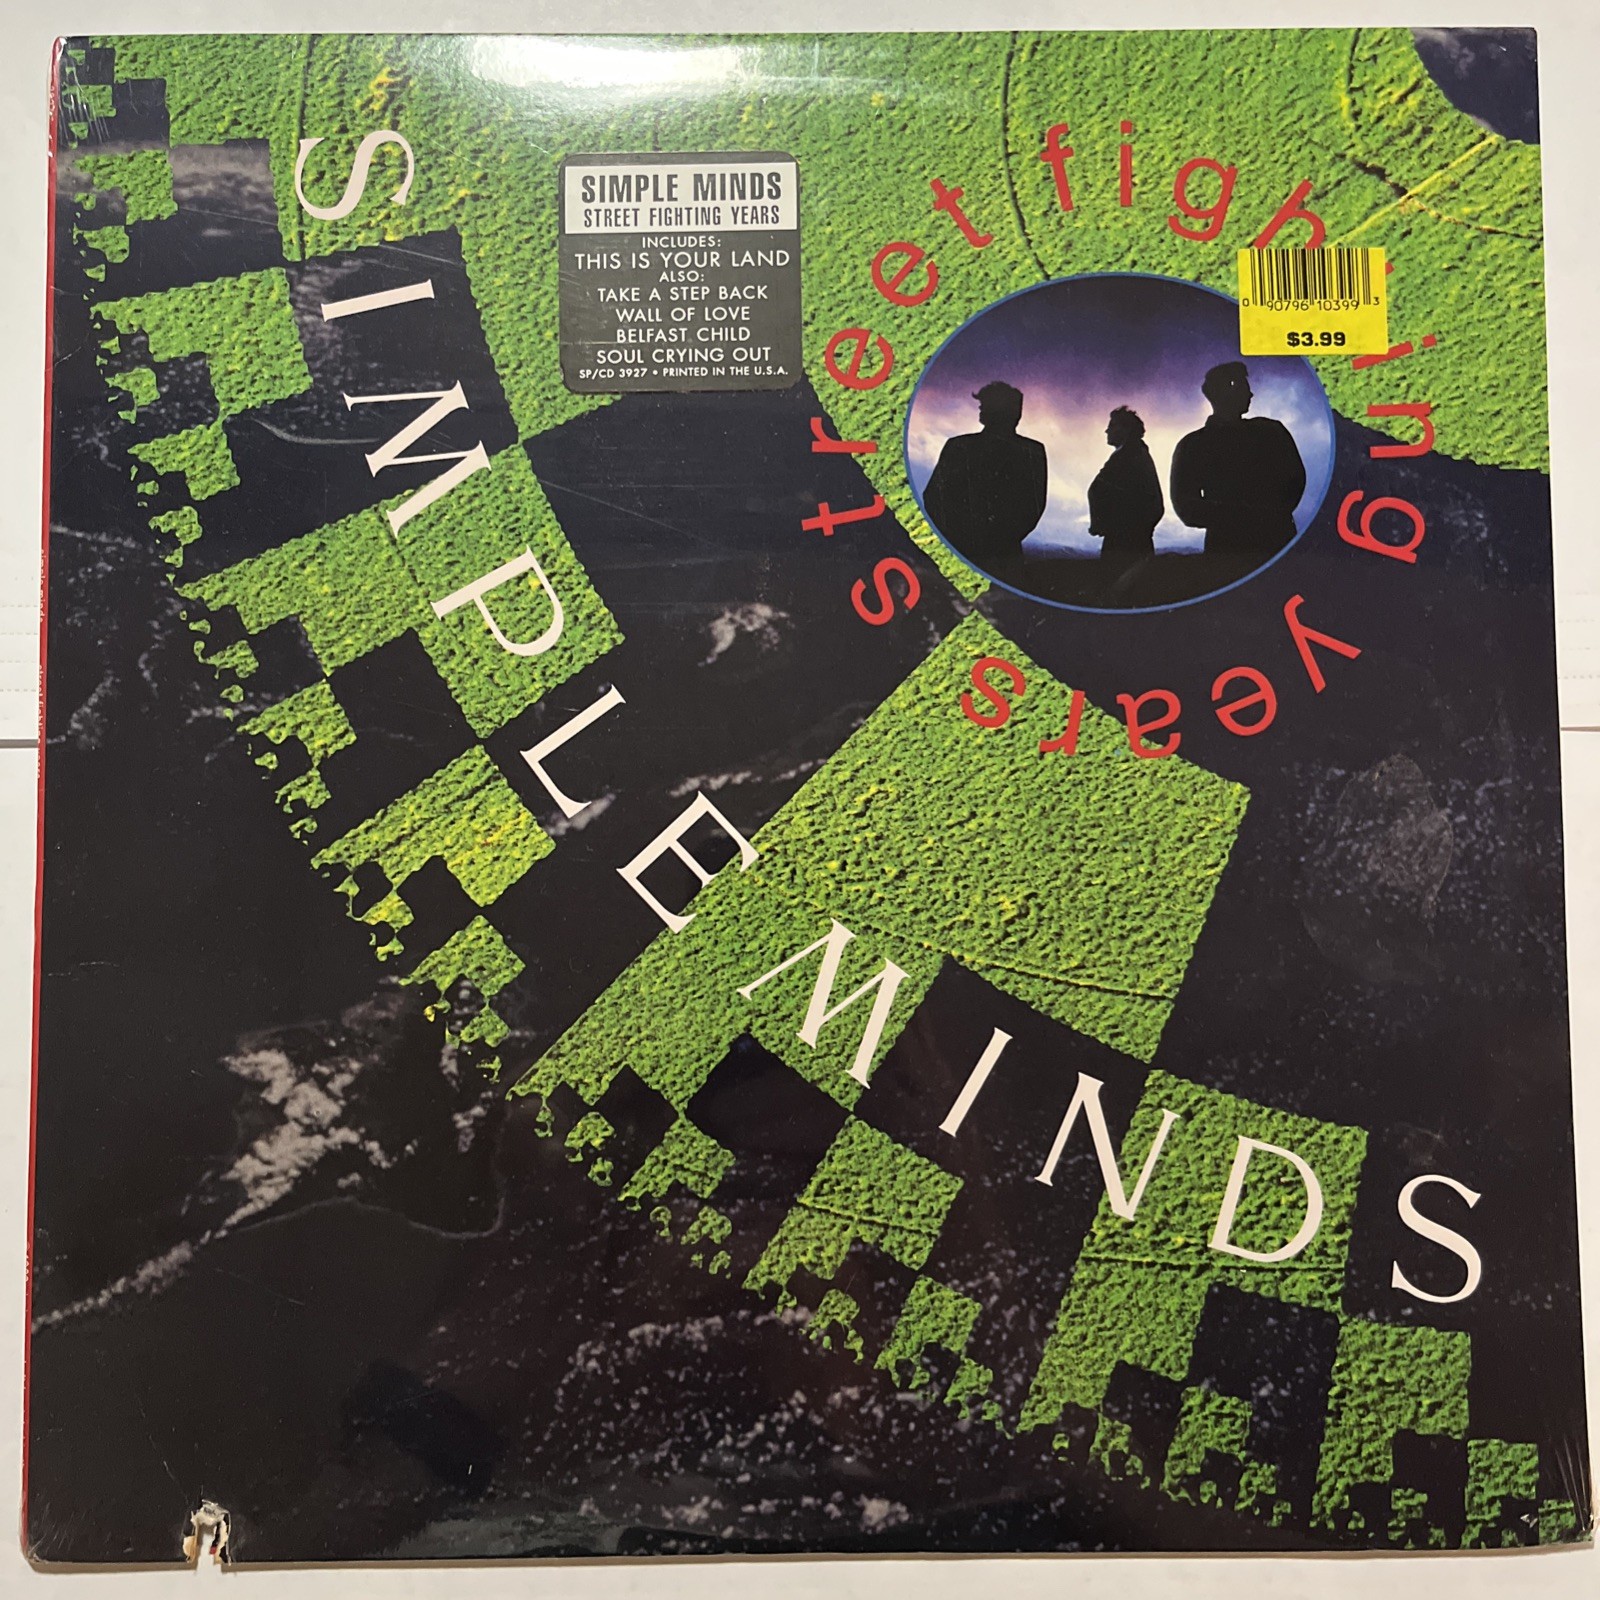 SIMPLE MINDS
STREET FIGHTING YEARS
INCLUDES:
THIS IS YOUR LAND
ALSO:
TAKE A STEP BACK
WALL OF LOVE
BELFAST CHILD
SOUL CRYING OUT
SP/CD 3927 • PRINTED IN THE U.S.A.
street fighting years
0 90796 10399 3
$3.99
SIMPLE MINDS